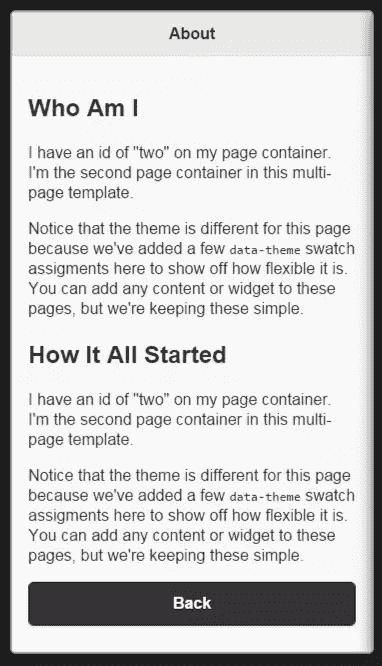 About
Who Am I
I have an id of "two" on my page container.
I'm the second page container in this multi-
page template.
Notice that the theme is different for this page
because we've added a few data-theme swatch
assigments here to show off how flexible it is.
You can add any content or widget to these
pages, but we're keeping these simple.
How It All Started
I have an id of "two" on my page container.
I'm the second page container in this multi-
page template.
Notice that the theme is different for this page
because we've added a few data-theme swatch
assigments here to show off how flexible it is.
You can add any content or widget to these
pages, but we're keeping these simple.
Back